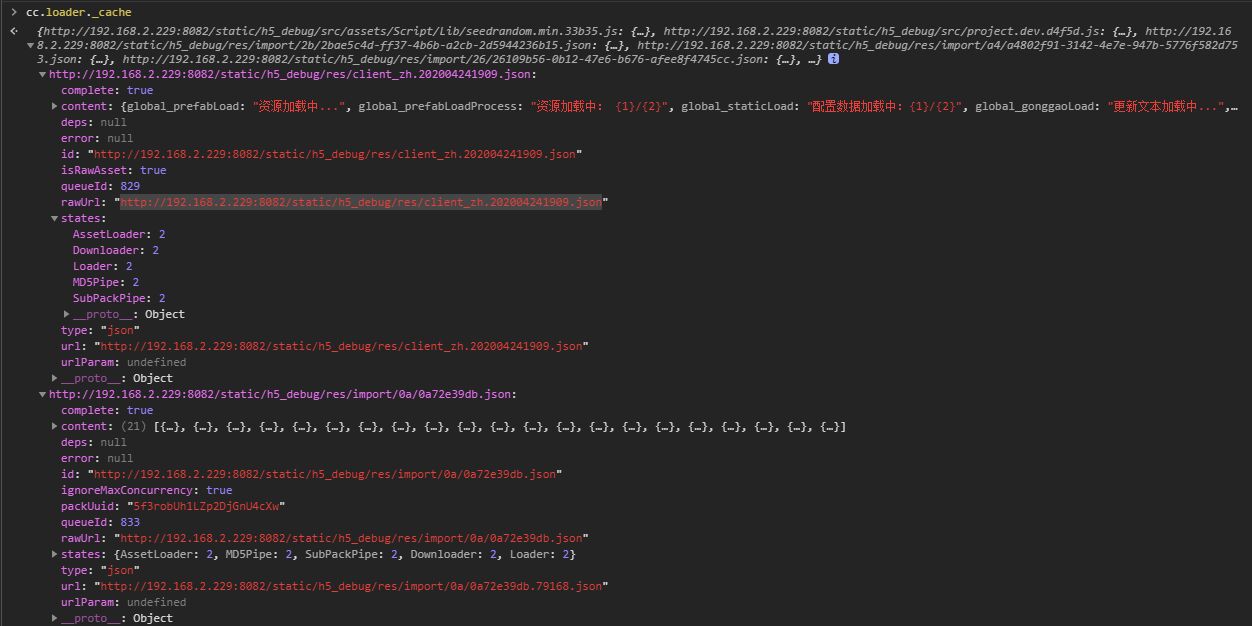 cc.loader._cache
{http://192.168.2.229:8082/static/h5_debug/src/assets/Script/Lib/seedrandom.min.33b35.js: {…}, http://192.168.2.229:8082/static/h5_debug/src/project.dev.d4f5d.js: {…}, http://192.16
8.2.229:8082/static/h5_debug/res/import/2b/2bae5c4d-ff37-4b6b-a2cb-2d5944236b15.json: {…}, http://192.168.2.229:8082/static/h5_debug/res/import/a4/a4802f91-3142-4e7e-947b-5776f582d75
3.json: {…}, http://192.168.2.229:8082/static/h5_debug/res/import/26/26109b56-0b12-47e6-b676-afee8f4745cc.json: {…}, …} i
http://192.168.2.229:8082/static/h5_debug/res/client_zh.202004241909.json:
complete: true
content: {global_prefabLoad: "资源加载中...", global_prefabLoadProcess: "资源加载中: {1}/{2}", global_staticLoad: "配置数据加载中: {1}/{2}", global_gonggaoLoad: "更新文本加载中...",…
deps: null
error: null
id: "http://192.168.2.229:8082/static/h5_debug/res/client_zh.202004241909.json"
isRawAsset: true
queueId: 829
rawUrl: "http://192.168.2.229:8082/static/h5_debug/res/client_zh.202004241909.json"
states:
AssetLoader: 2
Downloader: 2
Loader: 2
MD5Pipe: 2
SubPackPipe: 2
__proto__: Object
type: "json"
url: "http://192.168.2.229:8082/static/h5_debug/res/client_zh.202004241909.json"
urlParam: undefined
__proto__: Object
http://192.168.2.229:8082/static/h5_debug/res/import/0a/0a72e39db.json:
complete: true
content: (21) [{…}, {…}, {…}, {…}, {…}, {…}, {…}, {…}, {…}, {…}, {…}, {…}, {…}, {…}, {…}, {…}, {…}, {…}, {…}, {…}, {…}]
deps: null
error: null
id: "http://192.168.2.229:8082/static/h5_debug/res/import/0a/0a72e39db.json"
ignoreMaxConcurrency: true
packUuid: "5f3robUh1LZp2DjGnU4cXw"
queueId: 833
rawUrl: "http://192.168.2.229:8082/static/h5_debug/res/import/0a/0a72e39db.json"
states: {AssetLoader: 2, MD5Pipe: 2, SubPackPipe: 2, Downloader: 2, Loader: 2}
type: "json"
url: "http://192.168.2.229:8082/static/h5_debug/res/import/0a/0a72e39db.79168.json"
urlParam: undefined
__proto__: Object